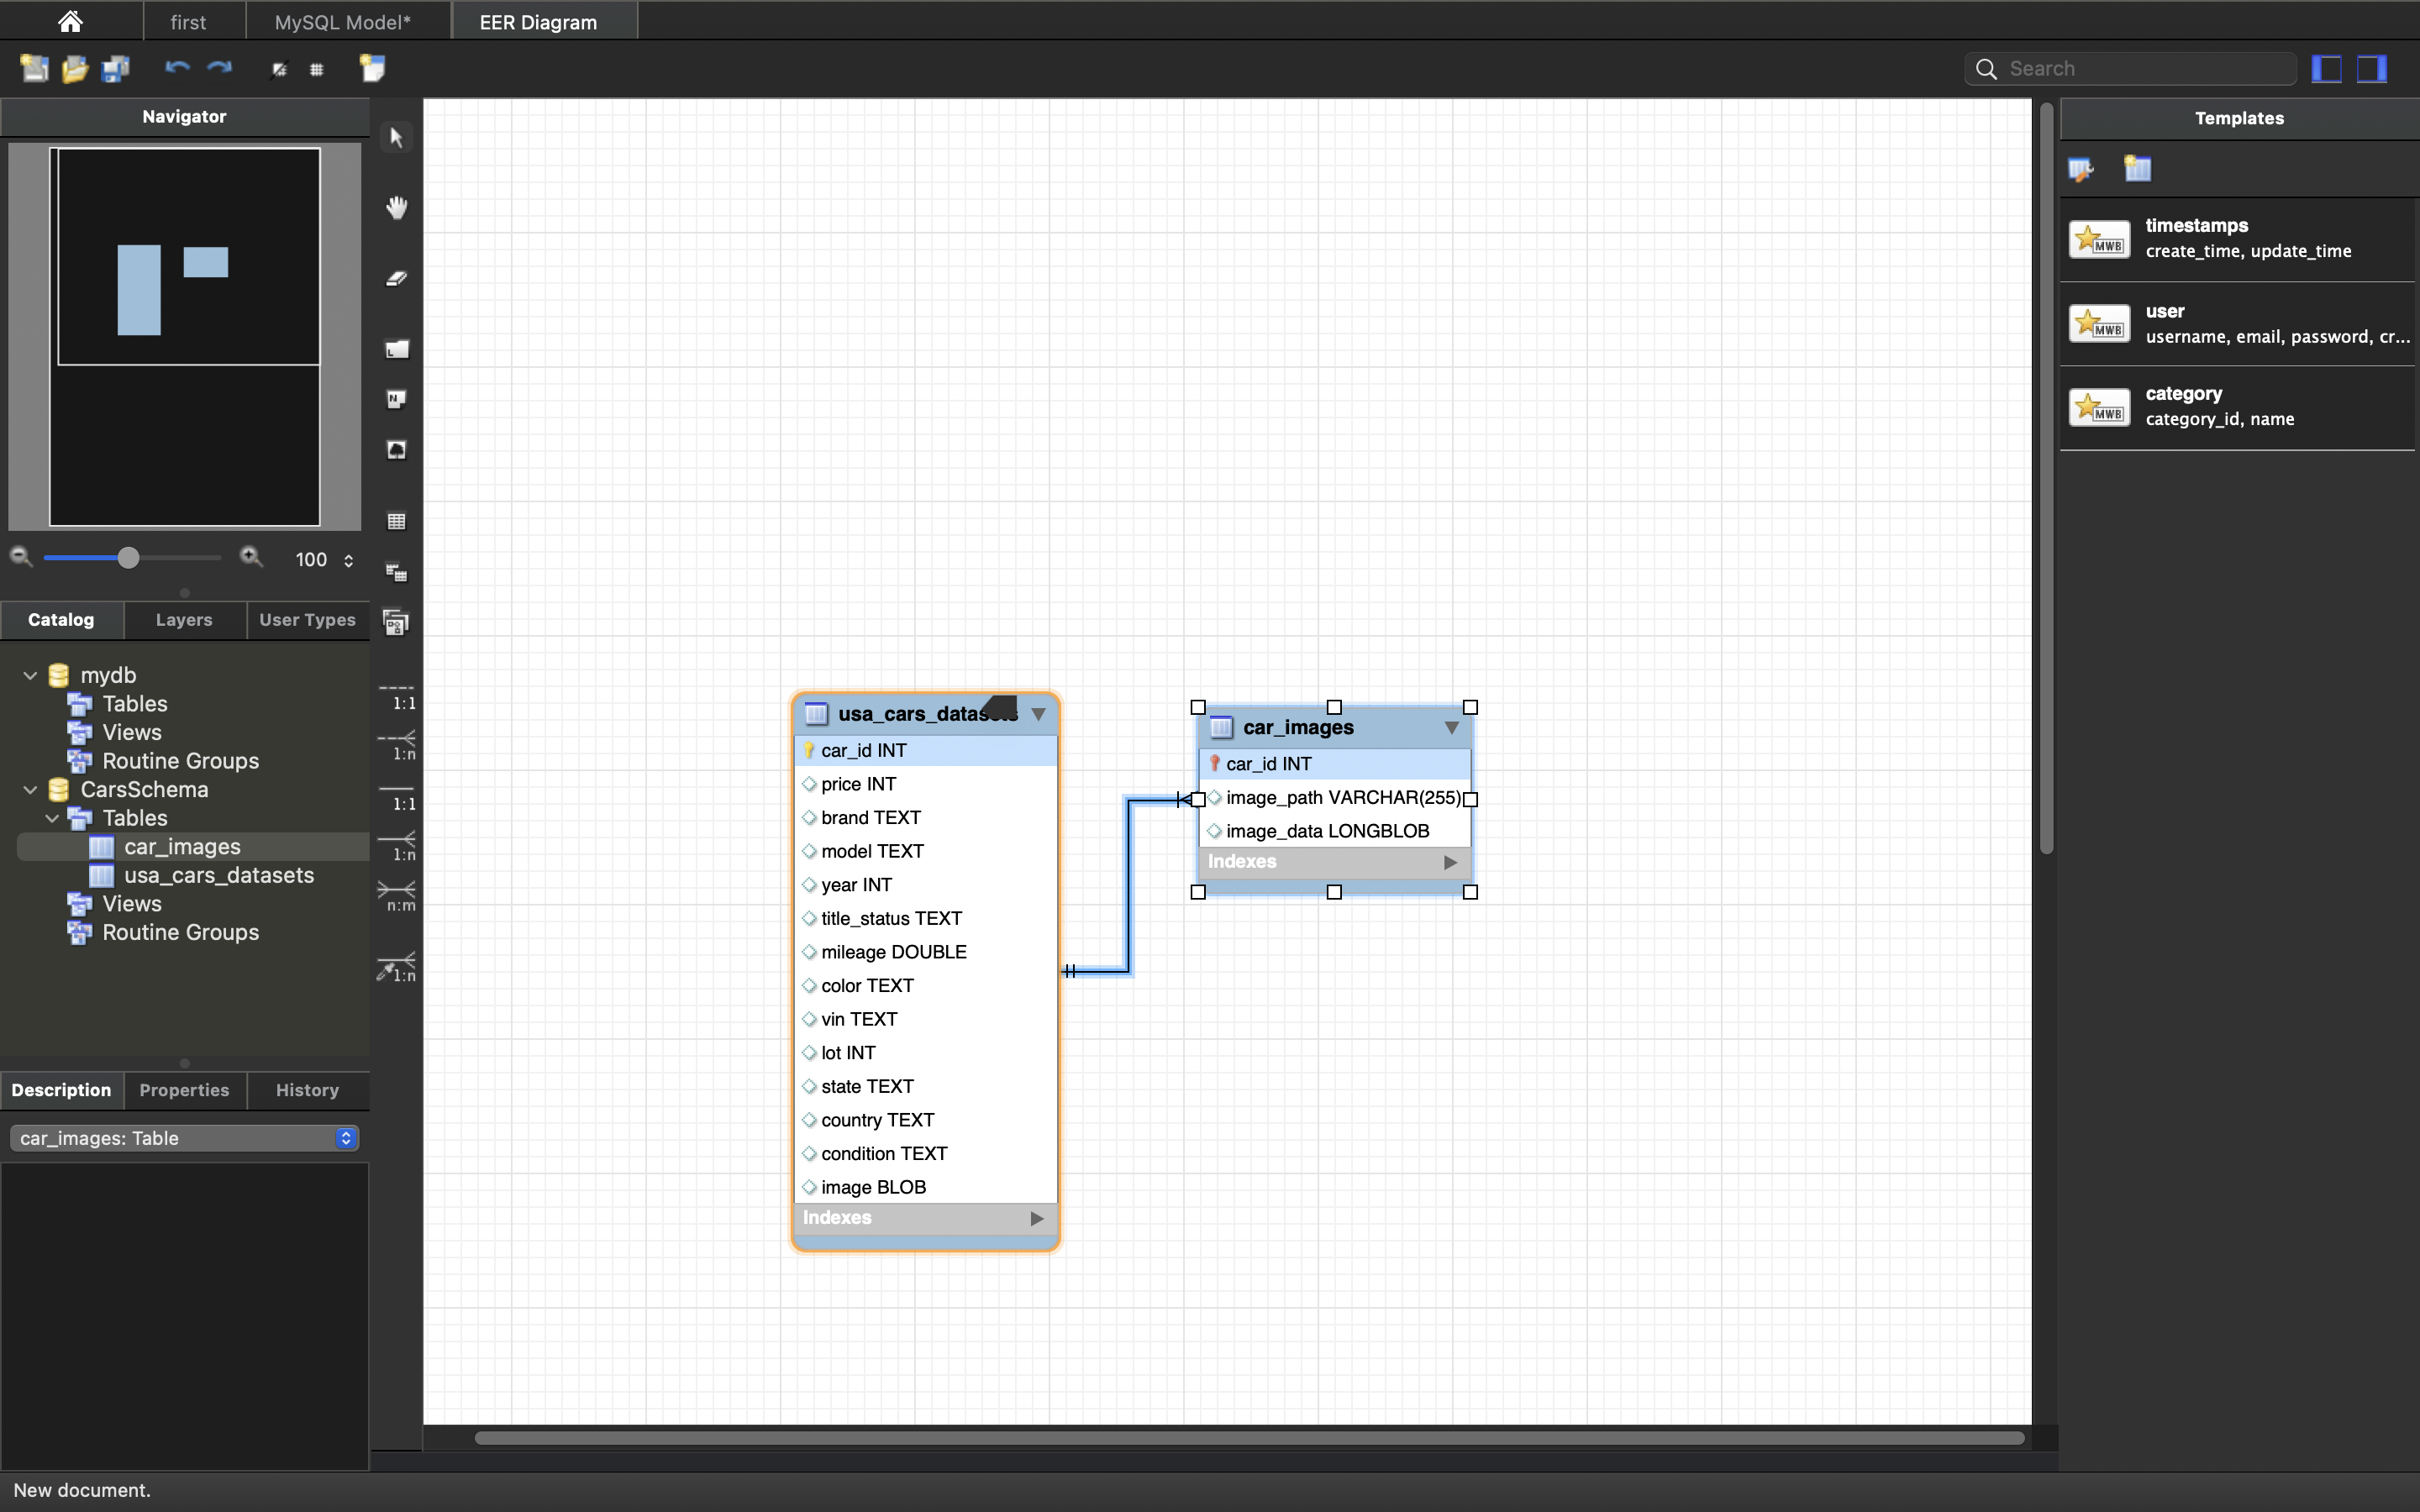 first
MySQL Model*
EER Diagram
Search
Navigator
100
Catalog
Layers
User Types
mydb
Tables
Views
Routine Groups
CarsSchema
Tables
car_images
usa_cars_datasets
Views
Routine Groups
Description
Properties
History
car_images: Table
New document.
L
N
1:1
1:n
1:1
1:n
n:m
1:n
usa_cars_datasets
car_id INT
price INT
brand TEXT
model TEXT
year INT
title_status TEXT
mileage DOUBLE
color TEXT
vin TEXT
lot INT
state TEXT
country TEXT
condition TEXT
image BLOB
Indexes
car_images
car_id INT
image_path VARCHAR(255)
image_data LONGBLOB
Indexes
Templates
MWB
timestamps
create_time, update_time
MWB
user
username, email, password, cr...
MWB
category
category_id, name